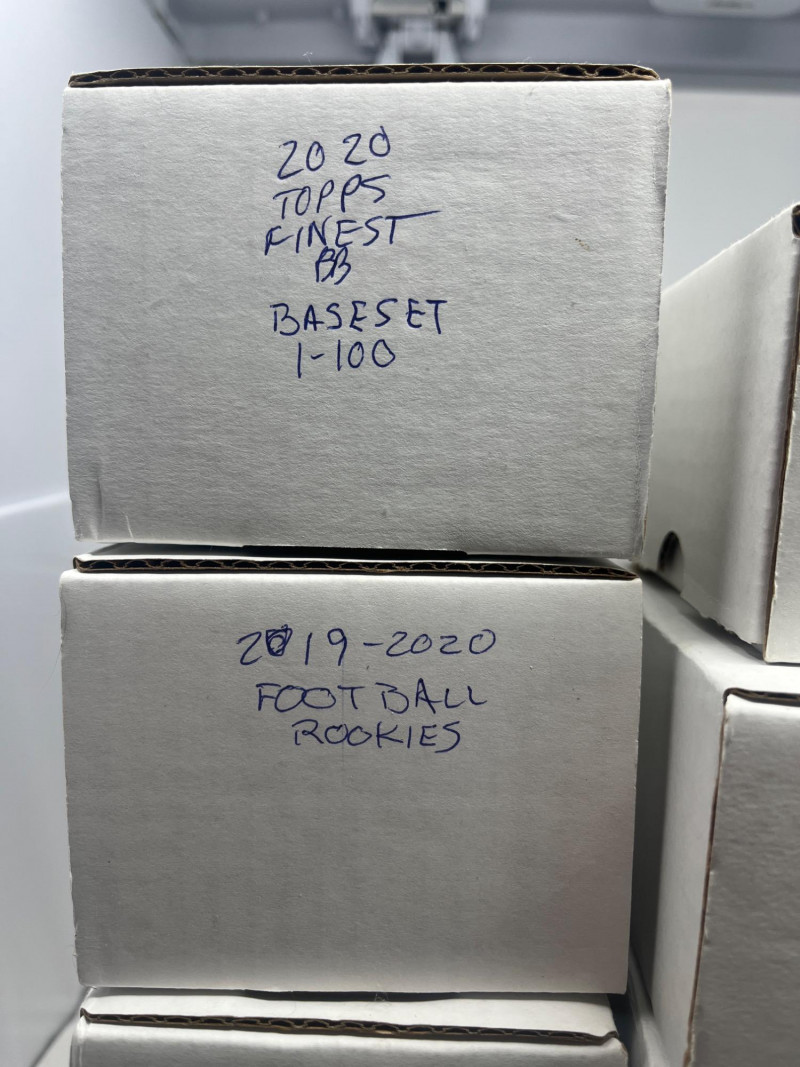 2020
TOPPS
FINEST
BB
BASESET
1-100
2019-2020
FOOTBALL
ROOKIES